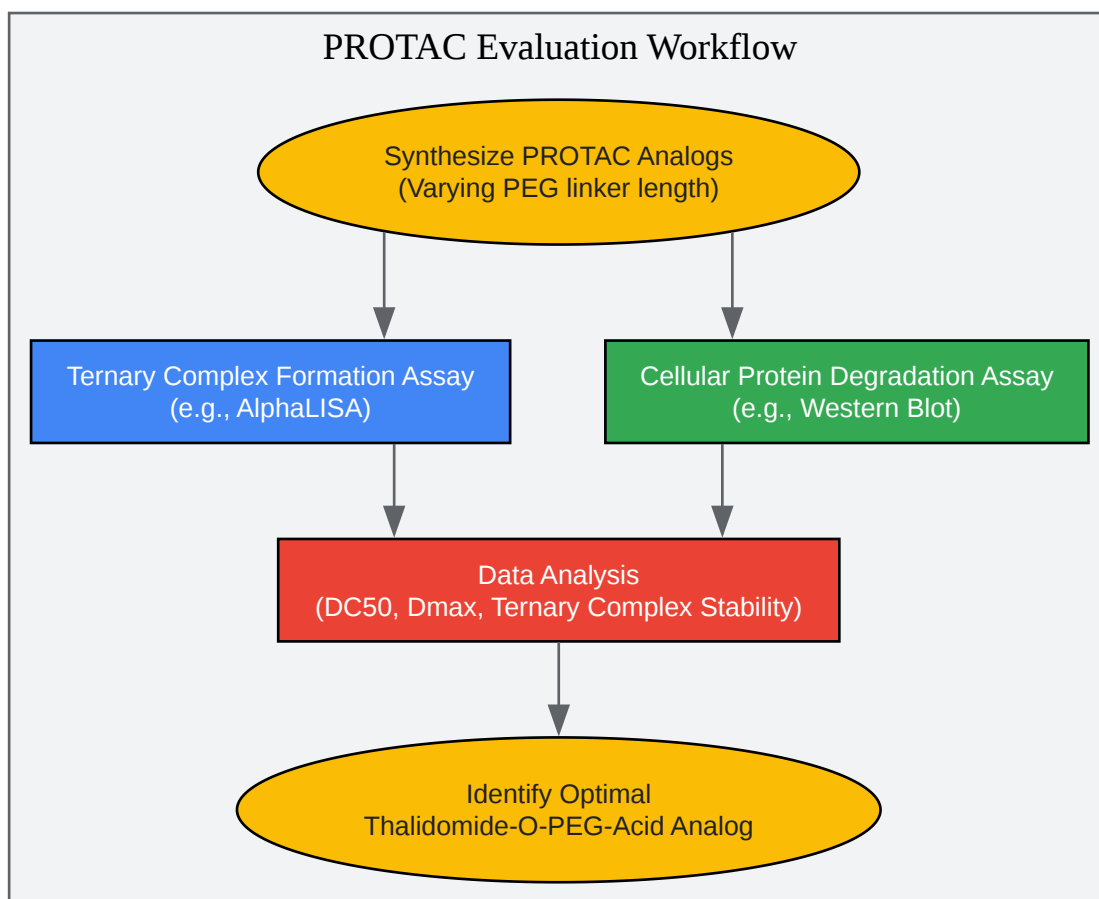 PROTAC Evaluation Workflow
Synthesize PROTAC Analogs
(Varying PEG linker length)
Ternary Complex Formation Assay
(e.g., AlphaLISA)
Cellular Protein Degradation Assay
(e.g., Western Blot)
Data Analysis
(DC50, Dmax, Ternary Complex Stability)
Identify Optimal
Thalidomide-O-PEG-Acid Analog